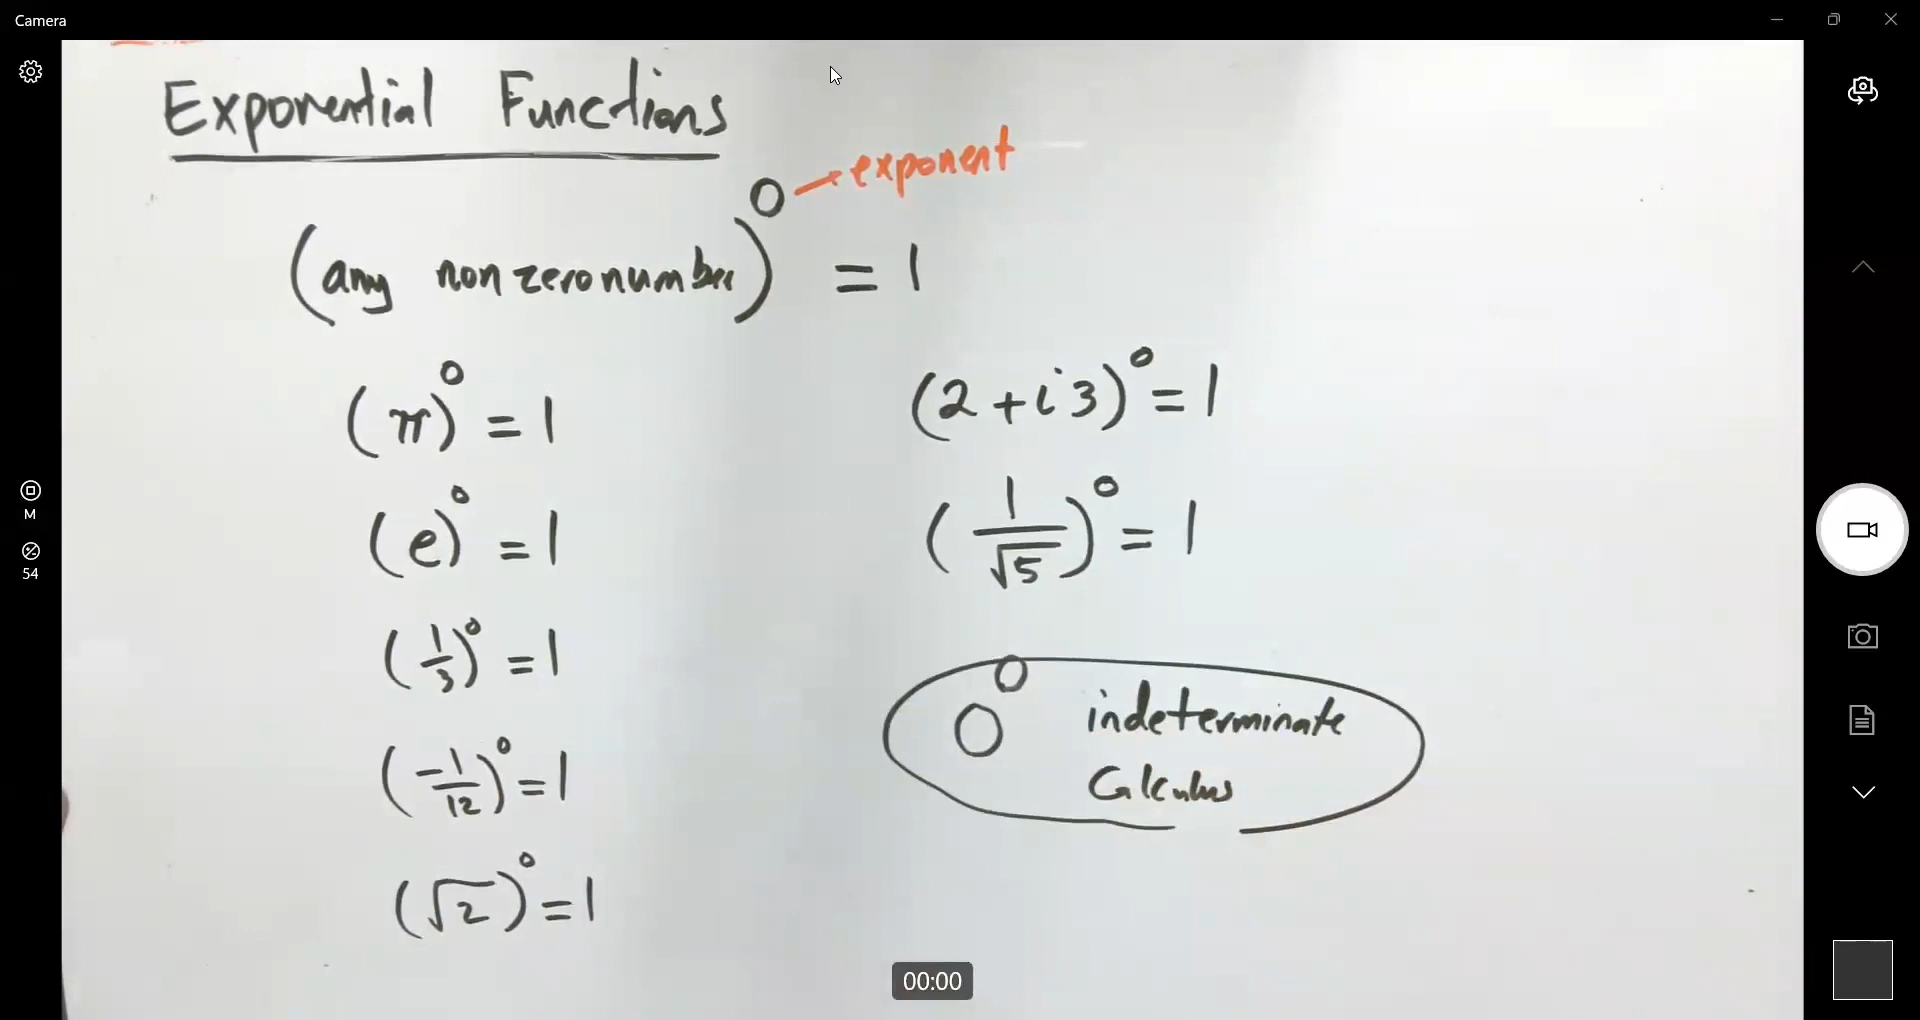 Camera
Exponential Functions
(any nonzero number)^0 = 1
→ exponent
(π)^0 = 1
(e)^0 = 1
(1/3)^0 = 1
(-1/12)^0 = 1
(√2)^0 = 1
(2 + i3)^0 = 1
(1/√5)^0 = 1
0^0 indeterminate
Calculus
M
54
00:00